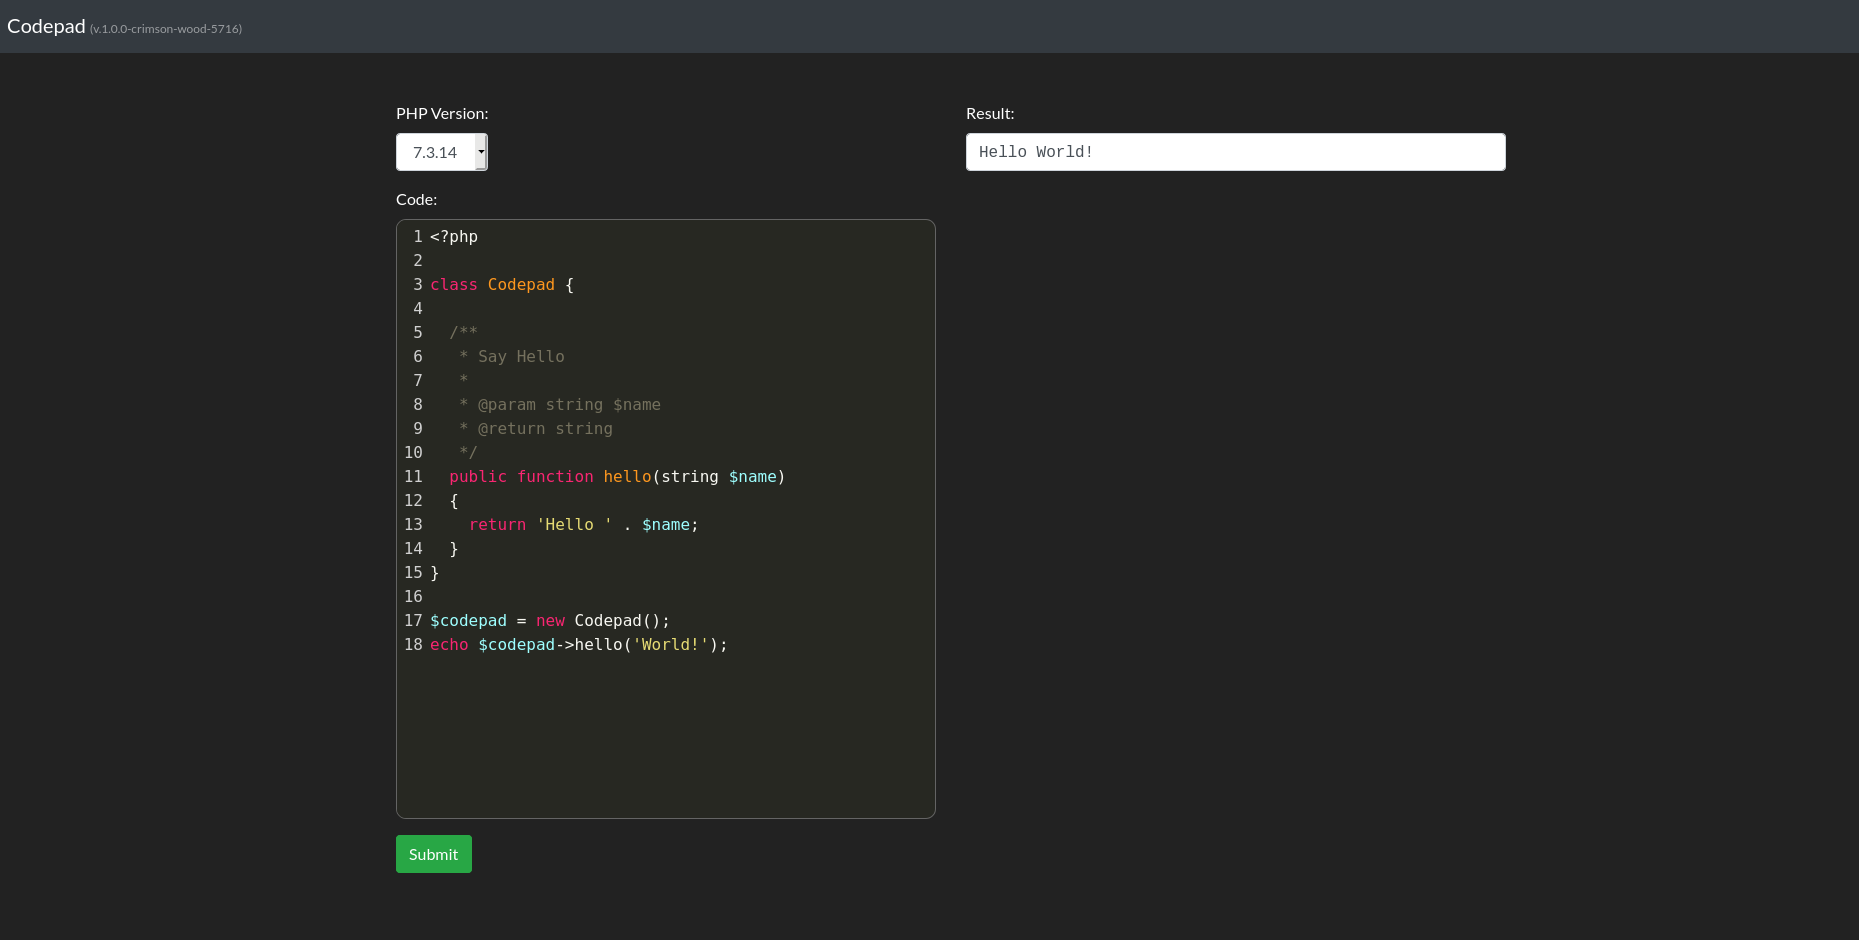 Codepad (v.1.0.0-crimson-wood-5716)
PHP Version:
7.3.14
Code:
1 <?php
2
3 class Codepad {
4
5   /**
6    * Say Hello
7    *
8    * @param string $name
9    * @return string
10    */
11   public function hello(string $name)
12   {
13     return 'Hello ' . $name;
14   }
15 }
16
17 $codepad = new Codepad();
18 echo $codepad->hello('World!');
Submit
Result:
Hello World!